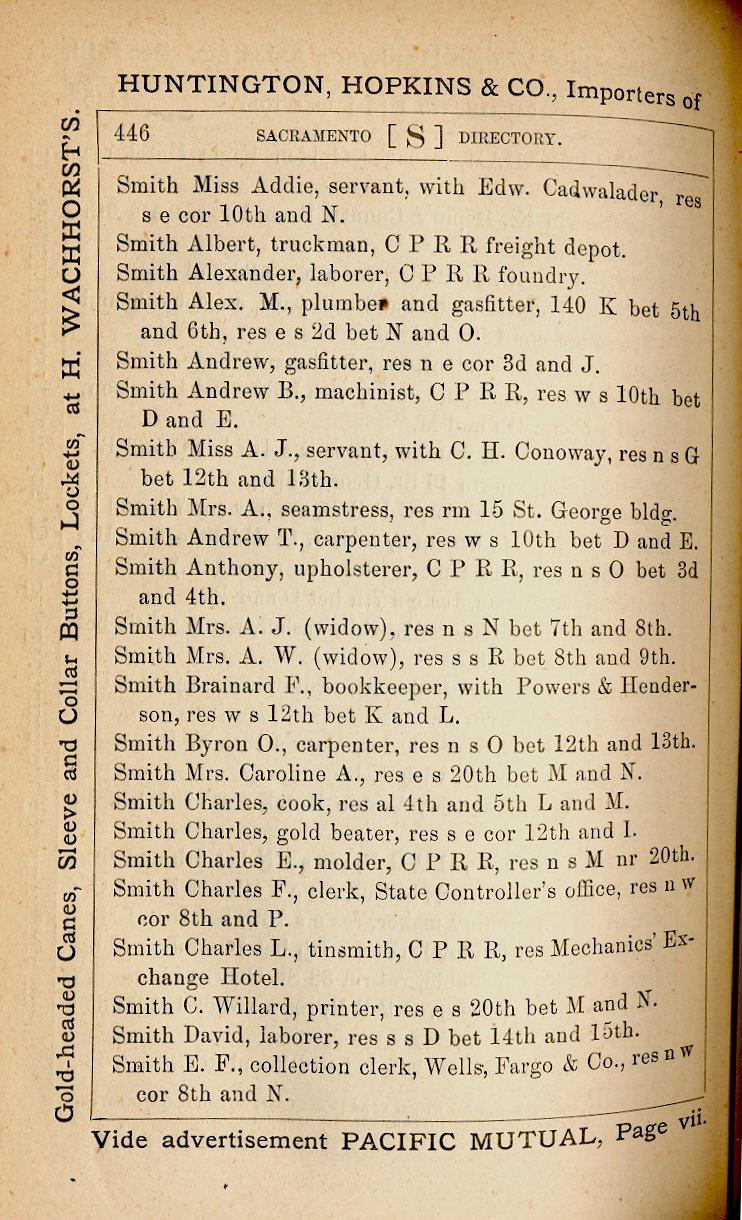 HUNTINGTON, HOPKINS & CO., Importers of
446 SACRAMENTO [ S ] DIRECTORY.
Smith Miss Addie, servant, with Edw. Cadwalader, res
s e cor 10th and N.
Smith Albert, truckman, C P R R freight depot.
Smith Alexander, laborer, C P R R foundry.
Smith Alex. M., plumber and gasfitter, 140 K bet 5th
and 6th, res e s 2d bet N and O.
Smith Andrew, gasfitter, res n e cor 3d and J.
Smith Andrew B., machinist, C P R R, res w s 10th bet
D and E.
Smith Miss A. J., servant, with C. H. Conoway, res n s G
bet 12th and 13th.
Smith Mrs. A., seamstress, res rm 15 St. George bldg.
Smith Andrew T., carpenter, res w s 10th bet D and E.
Smith Anthony, upholsterer, C P R R, res n s O bet 3d
and 4th.
Smith Mrs. A. J. (widow), res n s N bet 7th and 8th.
Smith Mrs. A. W. (widow), res s s R bet 8th and 9th.
Smith Brainard F., bookkeeper, with Powers & Hender-
son, res w s 12th bet K and L.
Smith Byron O., carpenter, res n s O bet 12th and 13th.
Smith Mrs. Caroline A., res e s 20th bet M and N.
Smith Charles, cook, res al 4th and 5th L and M.
Smith Charles, gold beater, res s e cor 12th and I.
Smith Charles E., molder, C P R R, res n s M nr 20th.
Smith Charles F., clerk, State Controller's office, res n w
cor 8th and P.
Smith Charles L., tinsmith, C P R R, res Mechanics' Ex-
change Hotel.
Smith C. Willard, printer, res e s 20th bet M and N.
Smith David, laborer, res s s D bet 14th and 15th.
Smith E. F., collection clerk, Wells, Fargo & Co., res n w
cor 8th and N.
Vide advertisement PACIFIC MUTUAL, Page vii.
Gold-headed Canes, Sleeve and Collar Buttons, Lockets, at H. WACHHORST'S.